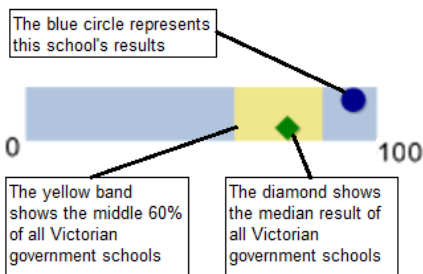 The blue circle represents
this school's results
0
100
The yellow band
shows the middle 60%
of all Victorian
government schools
The diamond shows
the median result of
all Victorian
government schools